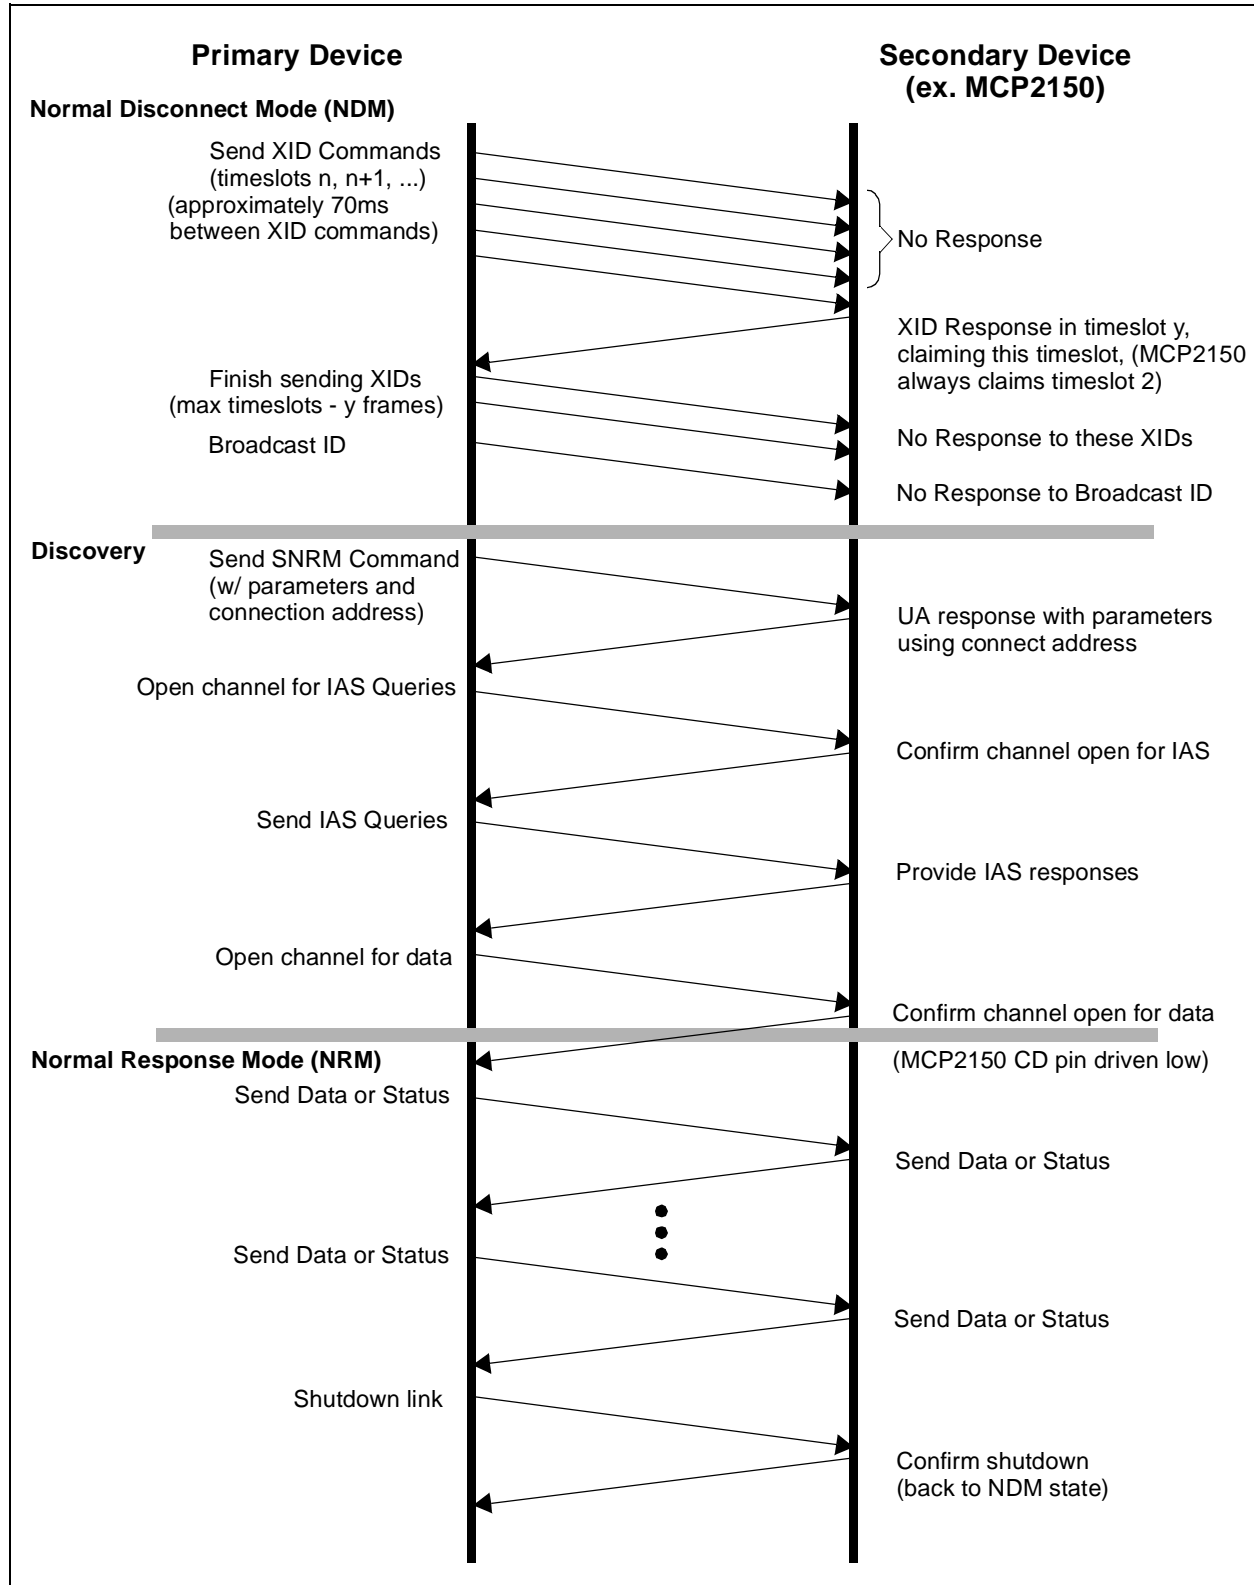 Primary Device
Secondary Device
(ex. MCP2150)
Normal Disconnect Mode (NDM)
Send XID Commands
(timeslots n, n+1, ...)
(approximately 70ms
between XID commands)
No Response
XID Response in timeslot y,
claiming this timeslot, (MCP2150
always claims timeslot 2)
Finish sending XIDs
(max timeslots - y frames)
No Response to these XIDs
Broadcast ID
No Response to Broadcast ID
Discovery
Send SNRM Command
(w/ parameters and
connection address)
UA response with parameters
using connect address
Open channel for IAS Queries
Confirm channel open for IAS
Send IAS Queries
Provide IAS responses
Open channel for data
Confirm channel open for data
Normal Response Mode (NRM)
(MCP2150 CD pin driven low)
Send Data or Status
Send Data or Status
Send Data or Status
Send Data or Status
Shutdown link
Confirm shutdown
(back to NDM state)